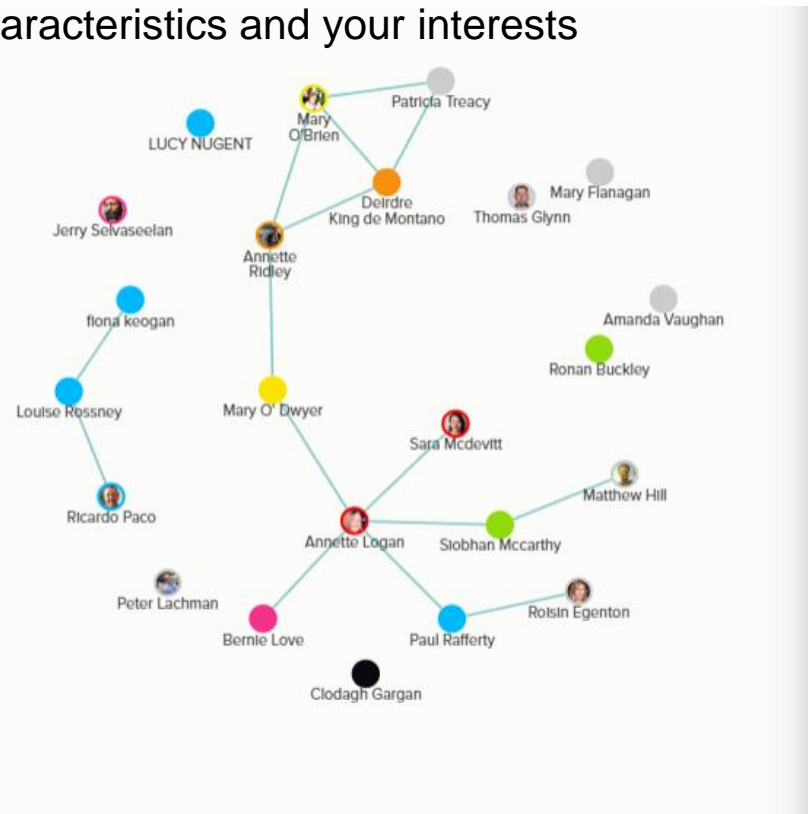 aracteristics and your interests
Patricia Treacy
Mary
O'Brien
LUCY NUGENT
Mary Flanagan
Deirdre
King de Montano
Thomas Glynn
Jerry Selvaseelan
Annette
Ridley
fiona keogan
Amanda Vaughan
Ronan Buckley
Louise Rossney
Mary O' Dwyer
Sara Mcdevitt
Matthew Hill
Ricardo Paco
Annette Logan
Siobhan Mccarthy
Peter Lachman
Roisin Egenton
Bernie Love
Paul Rafferty
Clodagh Gargan